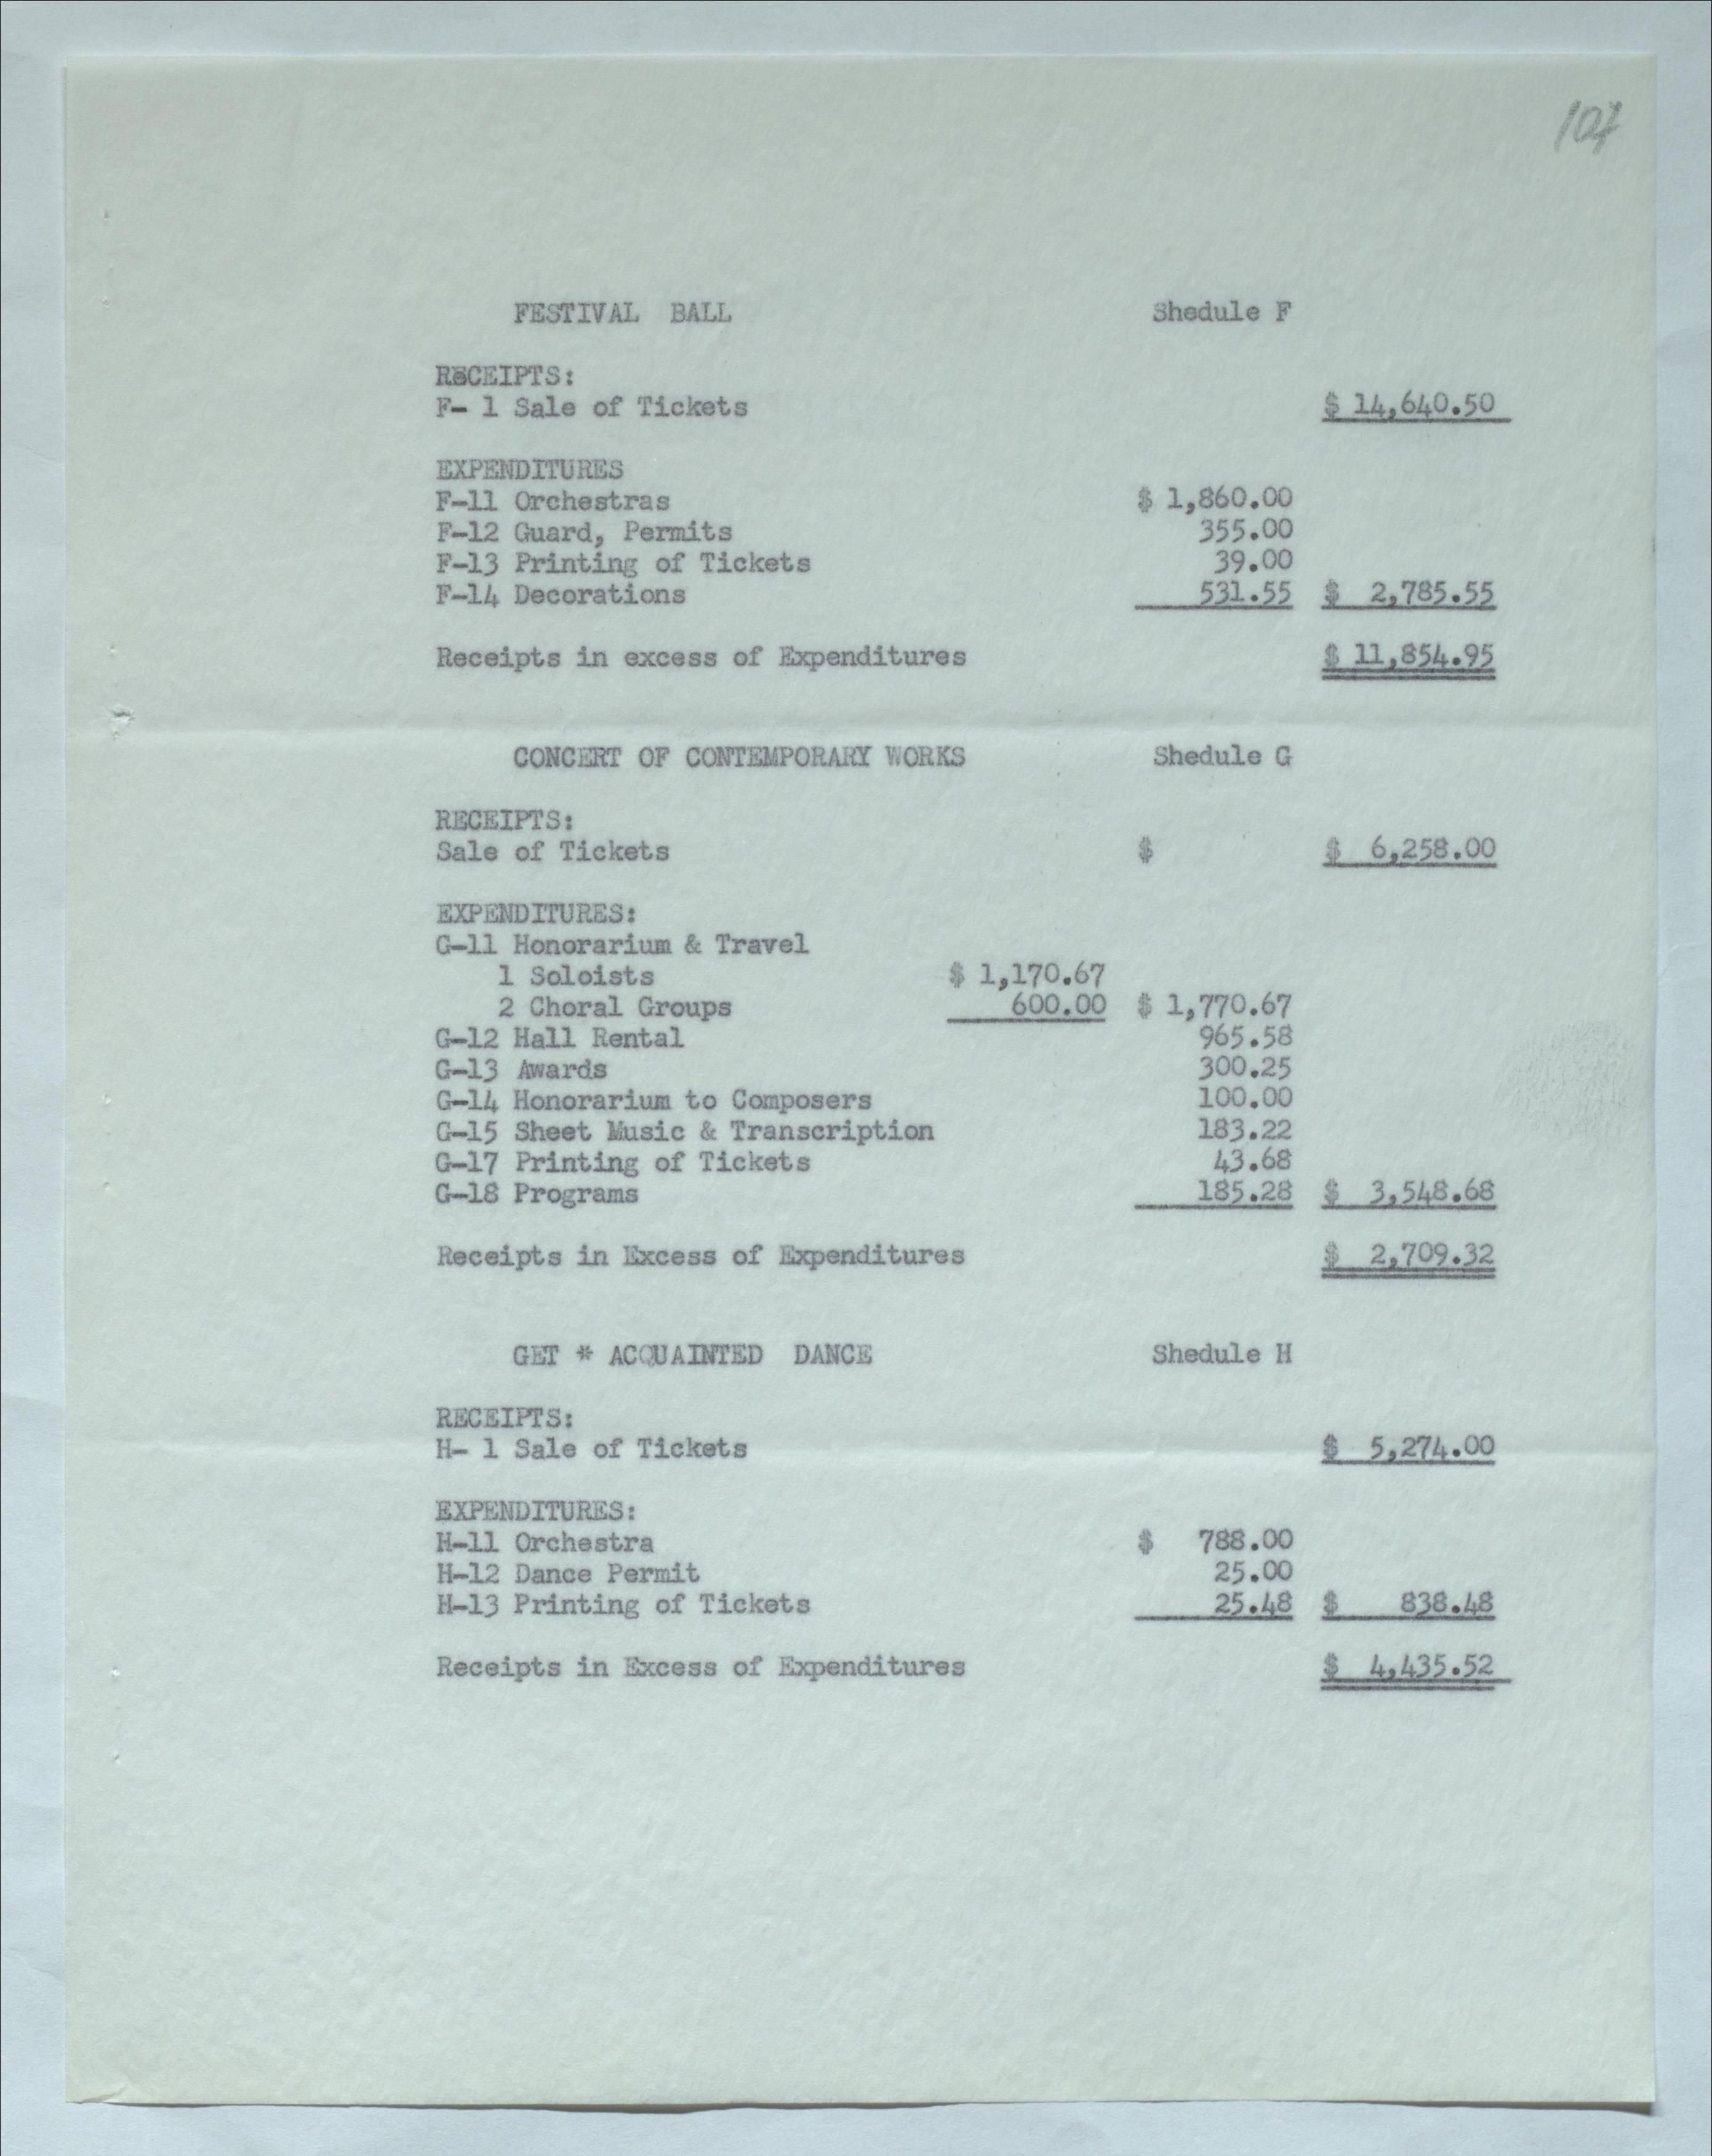 107
FESTIVAL BALL Shedule F
ReCEIPTS:
F- 1 Sale of Tickets $ 14,640.50
EXPENDITURES
F-11 Orchestras $ 1,860.00
F-12 Guard, Permits 355.00
F-13 Printing of Tickets 39.00
F-14 Decorations 531.55 $ 2,785.55
Receipts in excess of Expenditures $ 11,854.95
CONCERT OF CONTEMPORARY WORKS Shedule G
RECEIPTS:
Sale of Tickets $ $ 6,258.00
EXPENDITURES:
G-11 Honorarium & Travel
1 Soloists $ 1,170.67
2 Choral Groups 600.00 $ 1,770.67
G-12 Hall Rental 965.58
G-13 Awards 300.25
G-14 Honorarium to Composers 100.00
G-15 Sheet Music & Transcription 183.22
G-17 Printing of Tickets 43.68
G-18 Programs 185.28 $ 3,548.68
Receipts in Excess of Expenditures $ 2,709.32
GET * ACQUAINTED DANCE Shedule H
RECEIPTS:
H- 1 Sale of Tickets $ 5,274.00
EXPENDITURES:
H-11 Orchestra $ 788.00
H-12 Dance Permit 25.00
H-13 Printing of Tickets 25.48 $ 838.48
Receipts in Excess of Expenditures $ 4,435.52